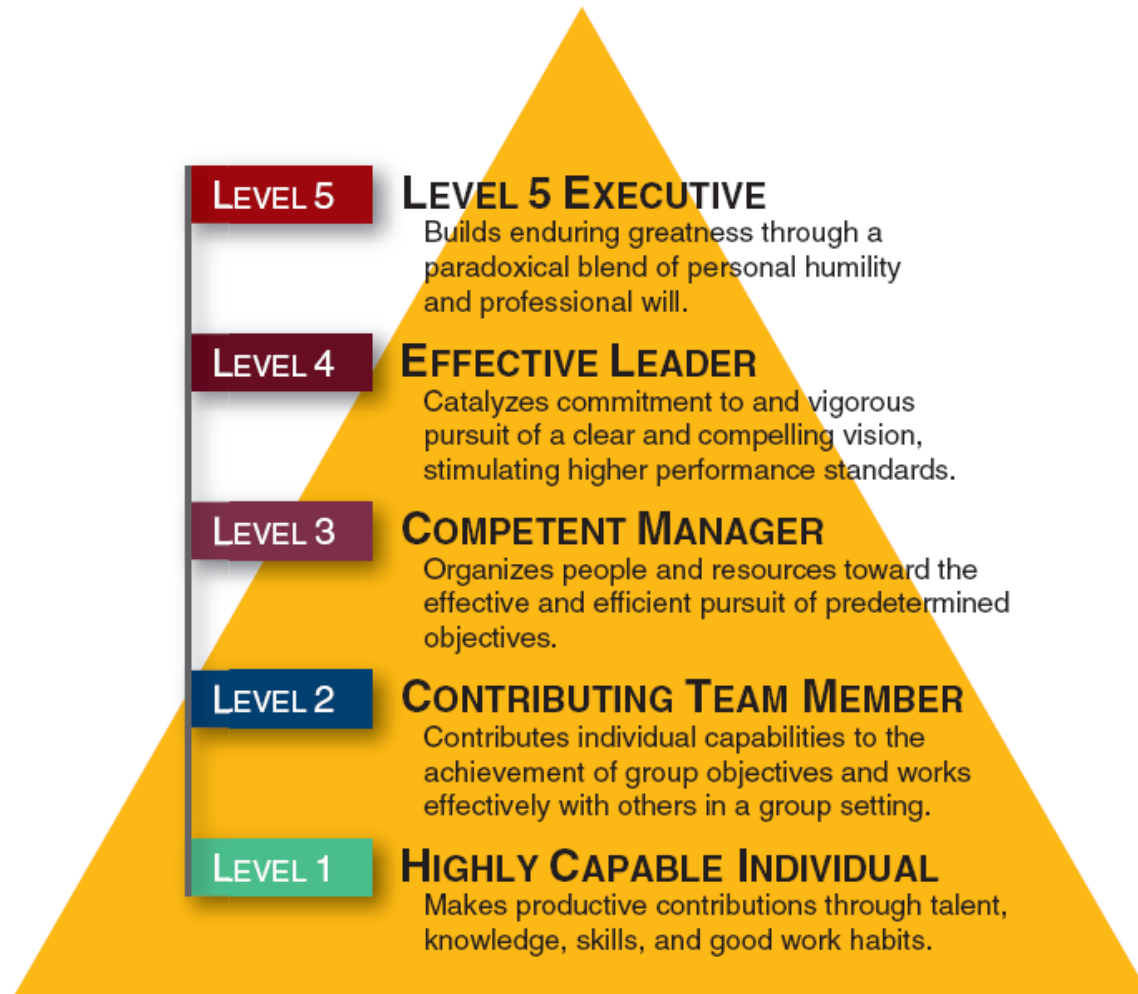 LEVEL 5
LEVEL 5 EXECUTIVE
Builds enduring greatness through a
paradoxical blend of personal humility
and professional will.
LEVEL 4
EFFECTIVE LEADER
Catalyzes commitment to and vigorous
pursuit of a clear and compelling vision,
stimulating higher performance standards.
LEVEL 3
COMPETENT MANAGER
Organizes people and resources toward the
effective and efficient pursuit of predetermined
objectives.
LEVEL 2
CONTRIBUTING TEAM MEMBER
Contributes individual capabilities to the
achievement of group objectives and works
effectively with others in a group setting.
LEVEL 1
HIGHLY CAPABLE INDIVIDUAL
Makes productive contributions through talent,
knowledge, skills, and good work habits.